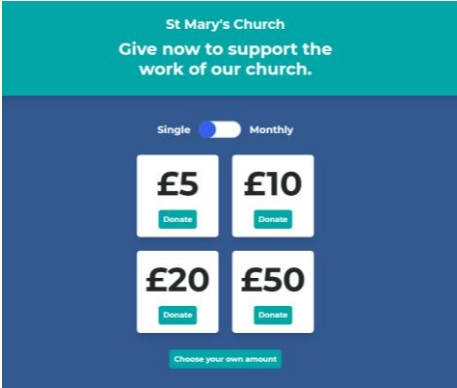 St Mary's Church
Give now to support the
work of our church.
Single Monthly
£5 £10
Donate Donate
£20 £50
Donate Donate
Choose your own amount